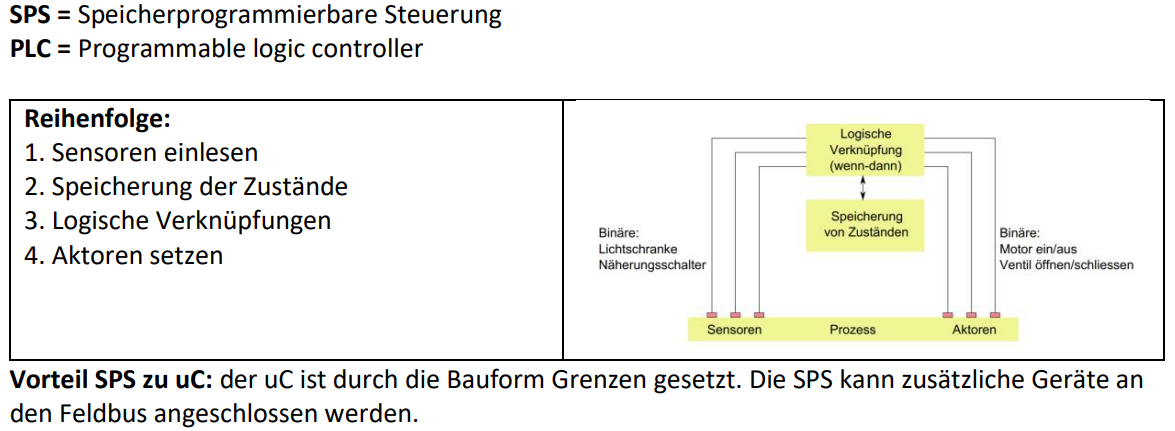 SPS = Speicherprogrammierbare Steuerung
PLC = Programmable logic controller
Reihenfolge:
1. Sensoren einlesen
2. Speicherung der Zustände
3. Logische Verknüpfungen
4. Aktoren setzen
Logische
Verknüpfung
(wenn-dann)
Speicherung
von Zuständen
Binäre:
Lichtschranke
Näherungsschalter
Binäre:
Motor ein/aus
Ventil öffnen/schliessen
Sensoren Prozess Aktoren
Vorteil SPS zu uC: der uC ist durch die Bauform Grenzen gesetzt. Die SPS kann zusätzliche Geräte an
den Feldbus angeschlossen werden.